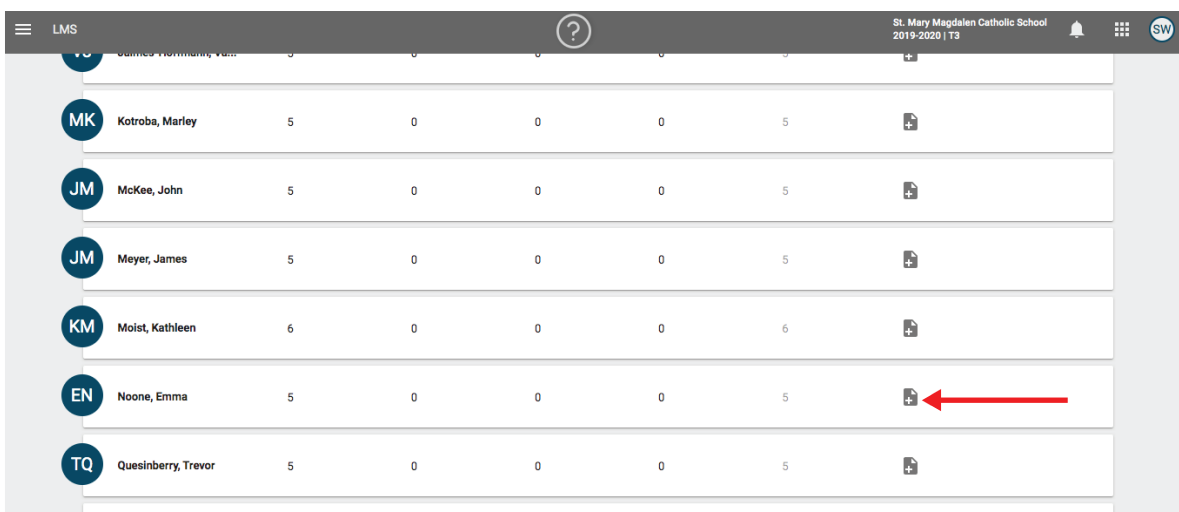 LMS ? St. Mary Magdalen Catholic School SW
2019-2020 | T3
MK Kotroba, Marley 5 0 0 0 5
JM McKee, John 5 0 0 0 5
JM Meyer, James 5 0 0 0 5
KM Moist, Kathleen 6 0 0 0 6
EN Noone, Emma 5 0 0 0 5
TQ Quesinberry, Trevor 5 0 0 0 5